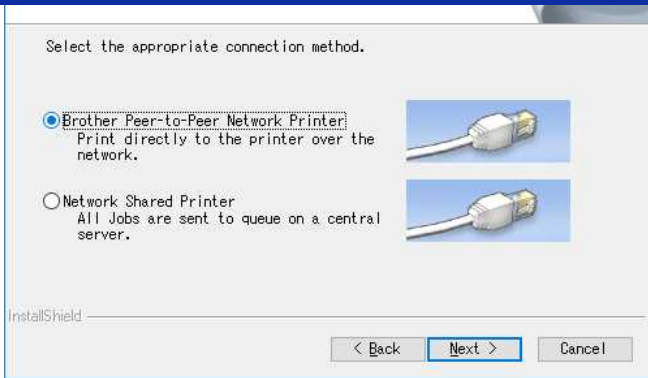 Select the appropriate connection method.
Brother Peer-to-Peer Network Printer
Print directly to the printer over the
network.
Network Shared Printer
All Jobs are sent to queue on a central
server.
InstallShield
< Back
Next >
Cancel